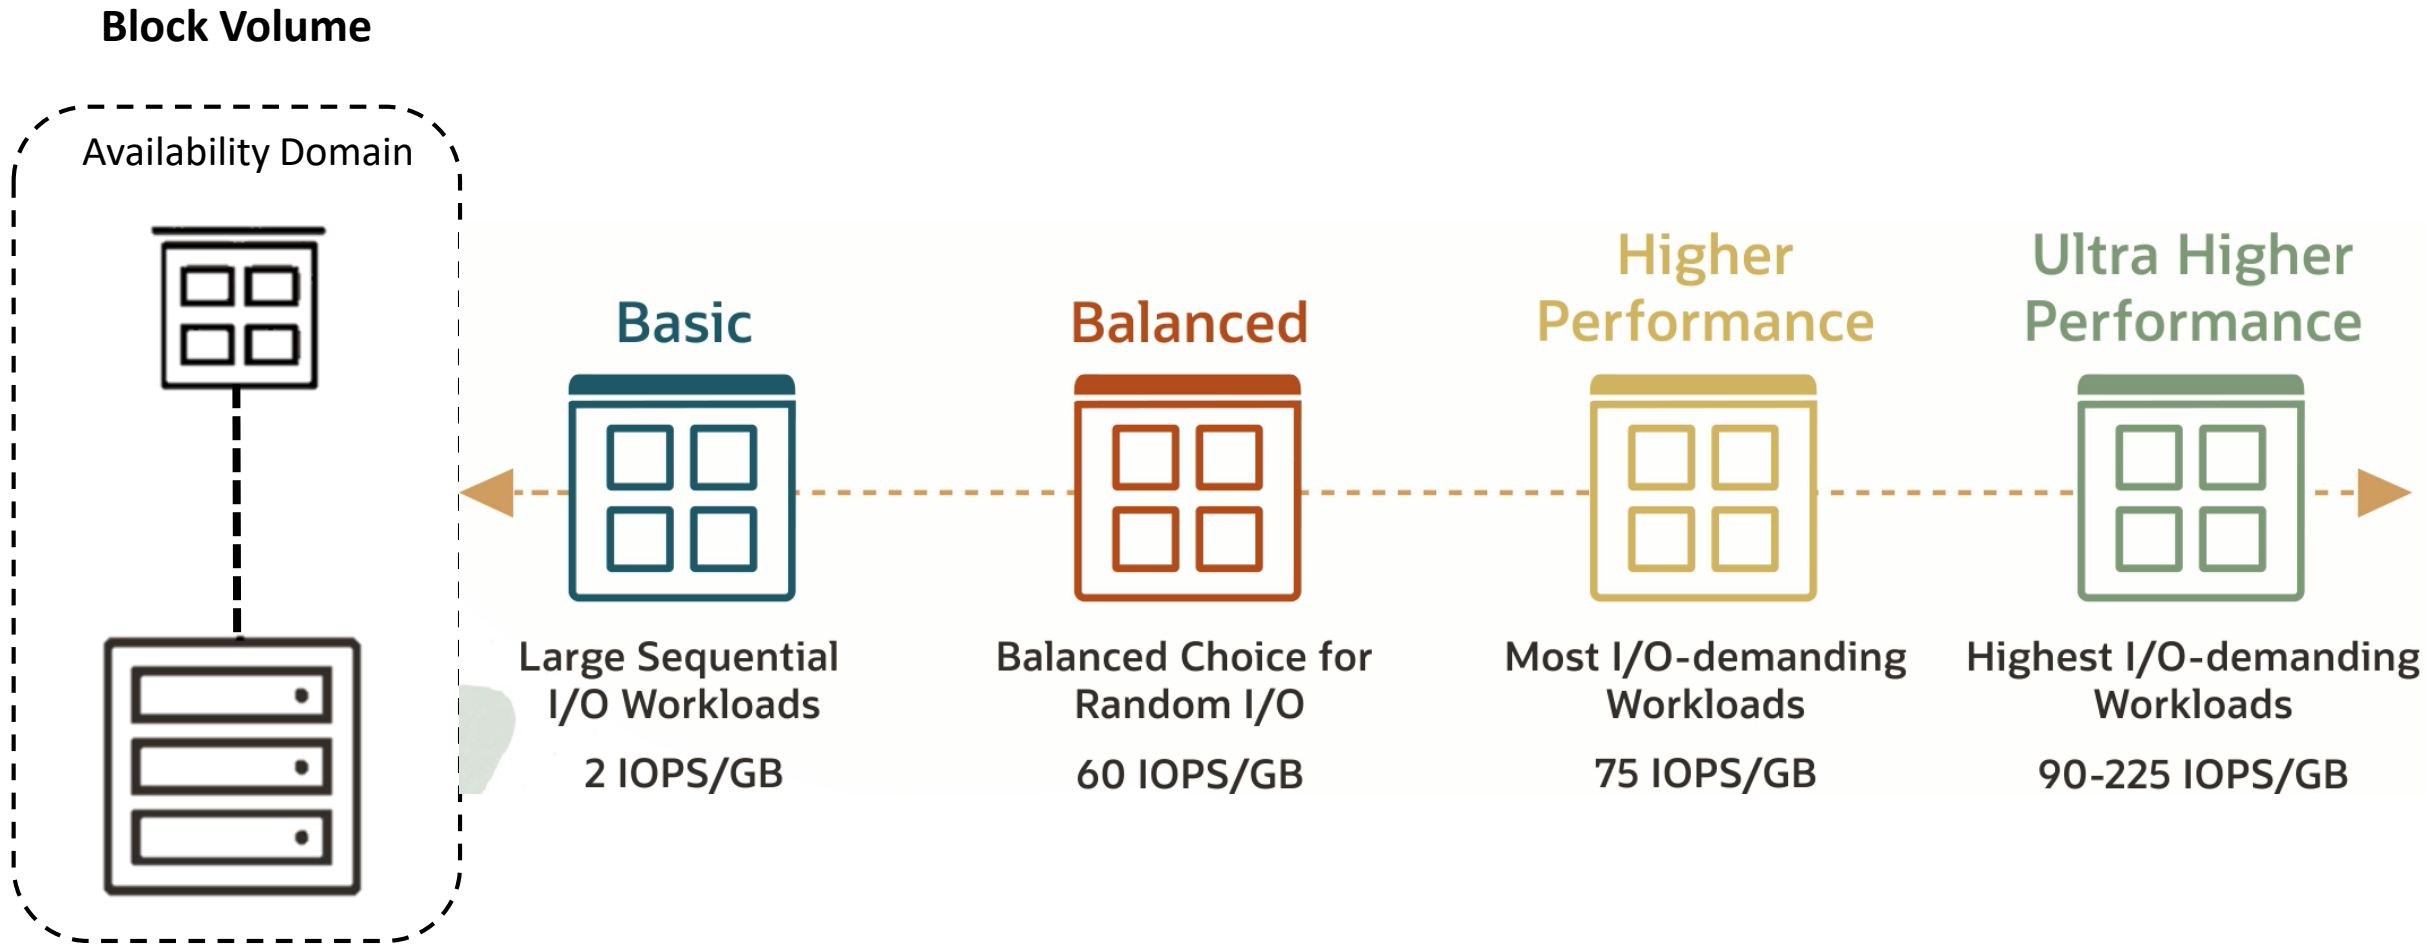 Block Volume
Availability Domain
Basic
Large Sequential
I/O Workloads
2 IOPS/GB
Balanced
Balanced Choice for
Random I/O
60 IOPS/GB
Higher
Performance
Most I/O-demanding
Workloads
75 IOPS/GB
Ultra Higher
Performance
Highest I/O-demanding
Workloads
90-225 IOPS/GB